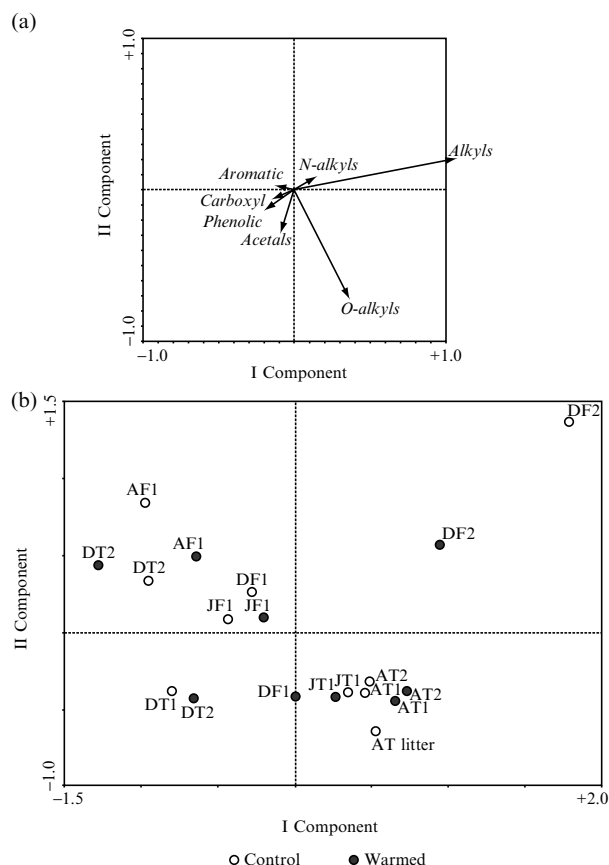 (a)
+1.0
II Component
Alkyls
N-alkyls
Aromatic
Carboxyl
Phenolic
Acetals
O-alkyls
−1.0
−1.0 +1.0
I Component
(b)
+1.5
DF2
AF1
DF2
AF1
DT2
DT2
DF1
JF1 JF1
II Component
DT1 DT2 DF1 JT1 JT1 AT1 AT2 AT2
AT1
AT litter
−1.0
−1.5 +2.0
I Component
Control Warmed